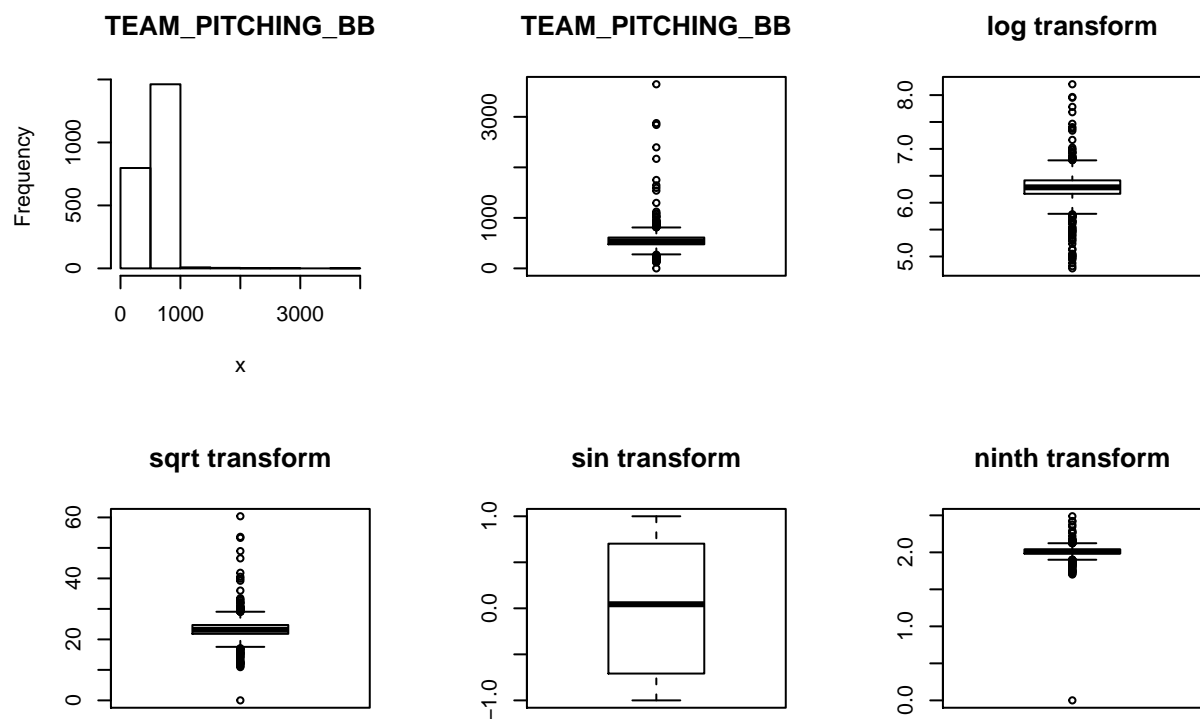 TEAM_PITCHING_BB
Frequency
0 500 1000
0 1000 3000
x
TEAM_PITCHING_BB
0 1000 3000
log transform
5.0 6.0 7.0 8.0
sqrt transform
0 20 40 60
sin transform
−1.0 0.0 1.0
ninth transform
0.0 1.0 2.0